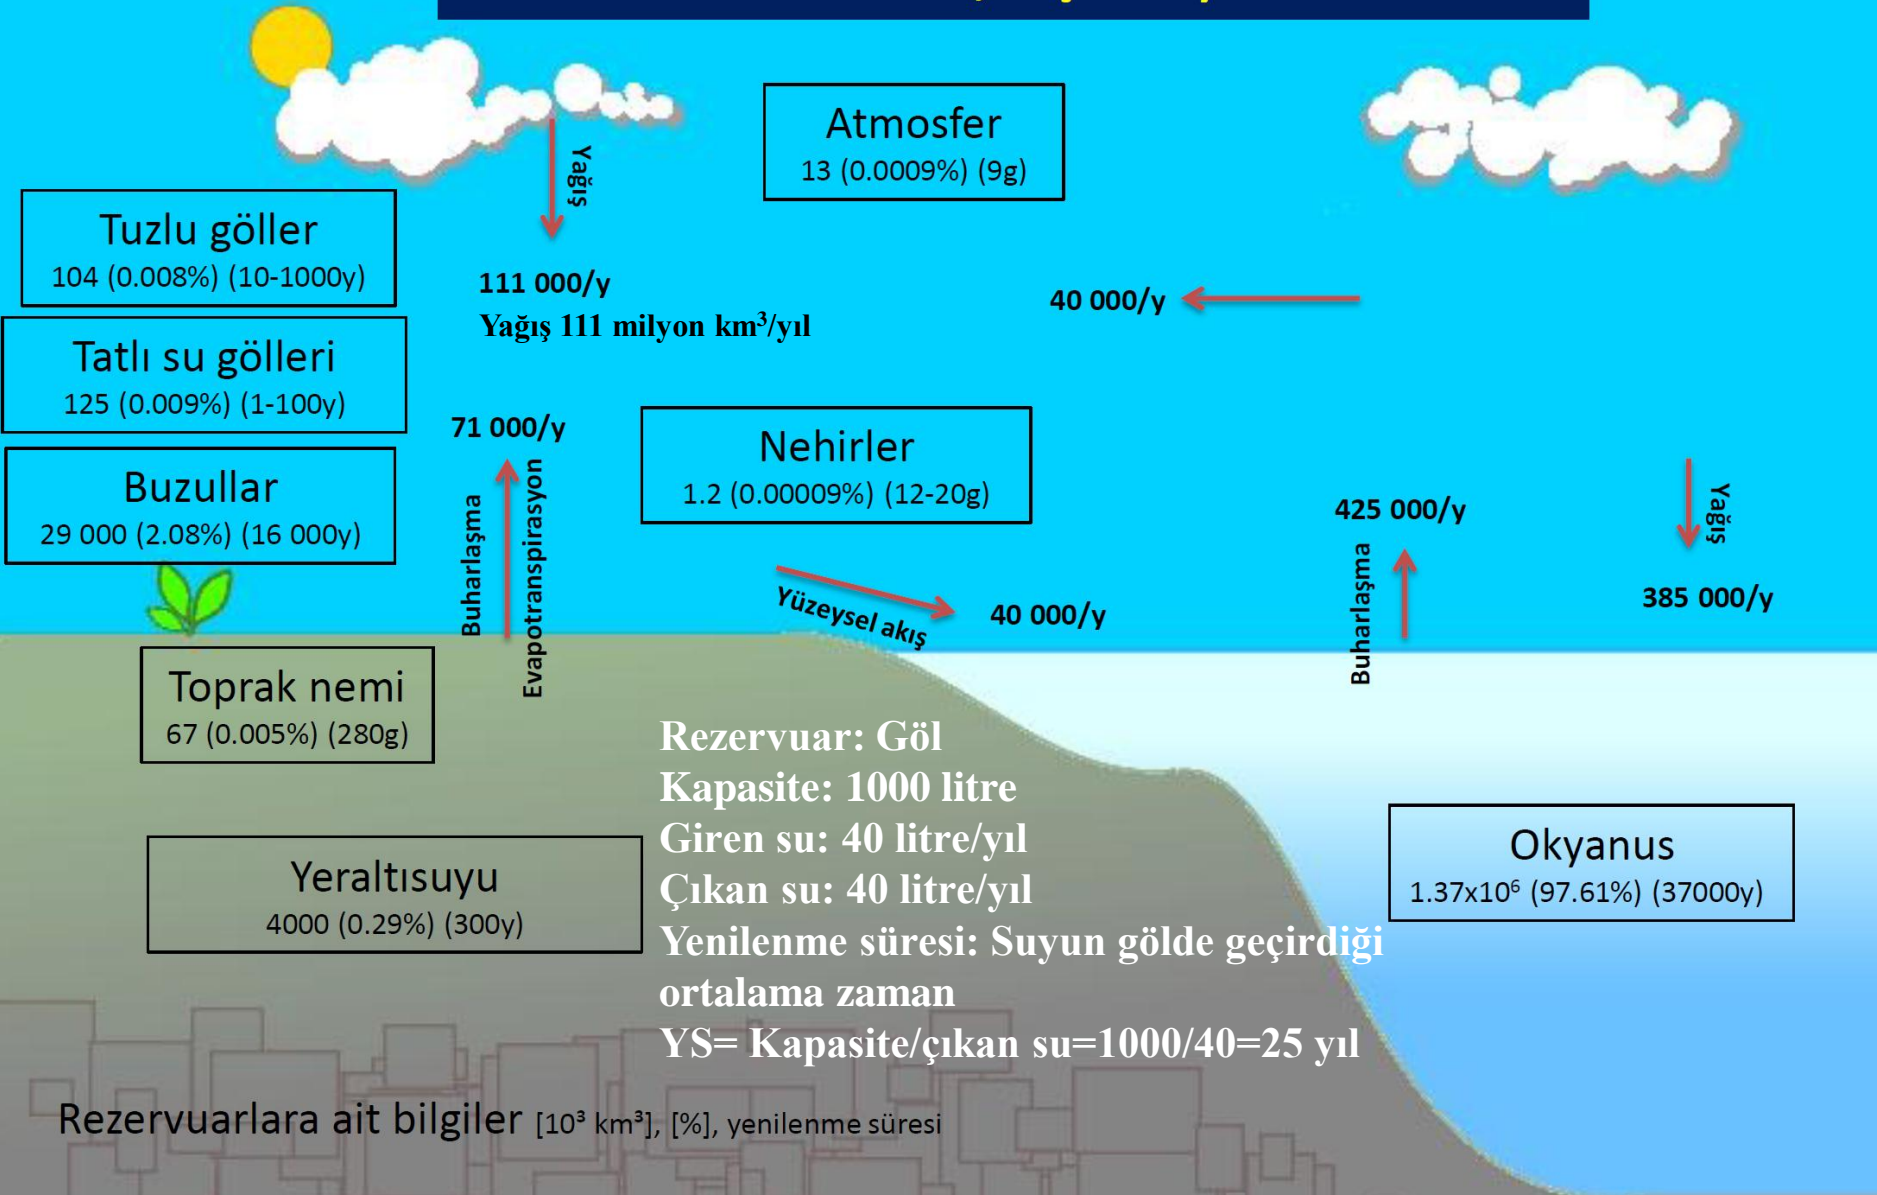 Atmosfer
13 (0.0009%) (9g)
Yağış
Tuzlu göller
104 (0.008%) (10-1000y)
111 000/y
Yağış 111 milyon km³/yıl
40 000/y
Tatlı su gölleri
125 (0.009%) (1-100y)
71 000/y
Nehirler
1.2 (0.00009%) (12-20g)
Buzullar
29 000 (2.08%) (16 000y)
Buharlaşma
Evapotranspirasyon
425 000/y
Yağış
Buharlaşma
385 000/y
Yüzeysel akış
40 000/y
Toprak nemi
67 (0.005%) (280g)
Rezervuar: Göl
Kapasite: 1000 litre
Giren su: 40 litre/yıl
Çıkan su: 40 litre/yıl
Yenilenme süresi: Suyun gölde geçirdiği
ortalama zaman
YS= Kapasite/çıkan su=1000/40=25 yıl
Yeraltısuyu
4000 (0.29%) (300y)
Okyanus
1.37x10⁶ (97.61%) (37000y)
Rezervuarlara ait bilgiler [10³ km³], [%], yenilenme süresi